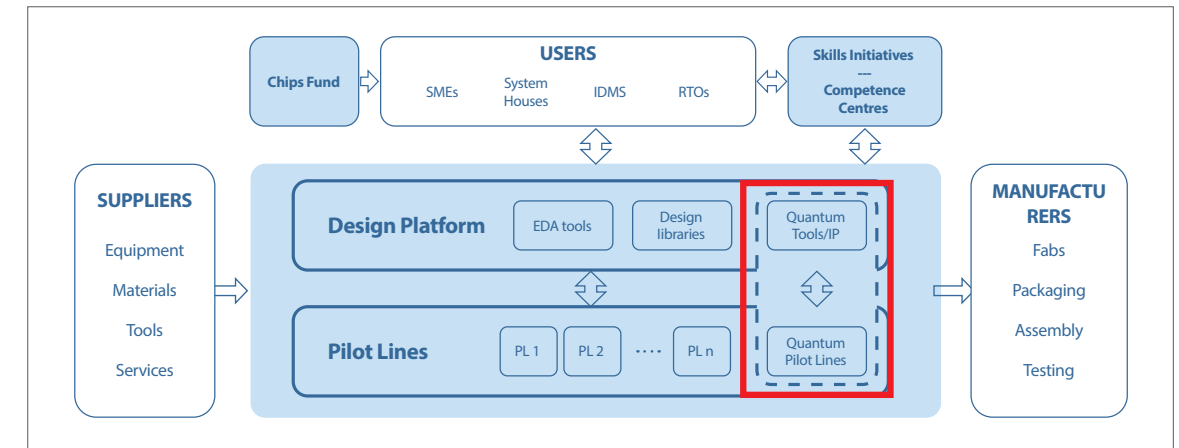 Chips Fund
USERS
SMEs
System
Houses
IDMS
RTOs
Skills Initiatives
---
Competence
Centres
SUPPLIERS
Equipment
Materials
Tools
Services
Design Platform
EDA tools
Design
libraries
Quantum
Tools/IP
Pilot Lines
PL 1
PL 2
....
PL n
Quantum
Pilot Lines
MANUFACTU
RERS
Fabs
Packaging
Assembly
Testing